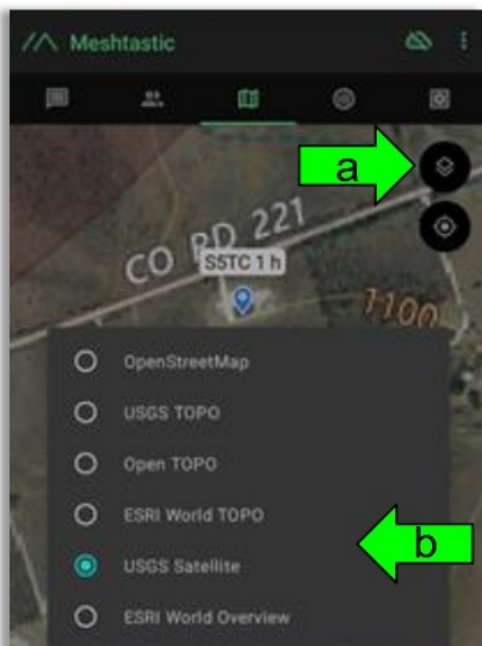 Meshtastic
a
CO RD 221
S5TC 1 h
1100
OpenStreetMap
USGS TOPO
Open TOPO
ESRI World TOPO
b
USGS Satellite
ESRI World Overview